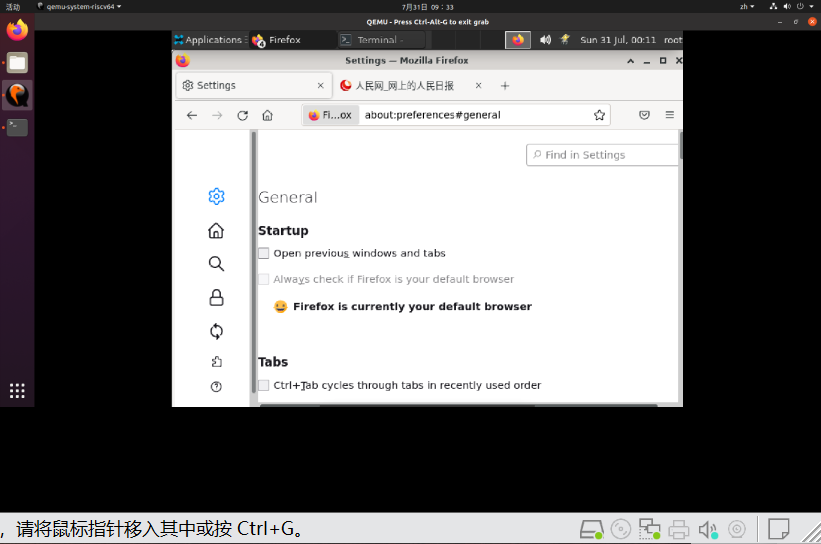 活动 qemu-system-riscv64 7月31日 09:33 zh
QEMU - Press Ctrl-Alt-G to exit grab
Applications Firefox Terminal - Sun 31 Jul, 00:11 root
4
Settings — Mozilla Firefox
Settings 人民网_网上的人民日报
Fi...ox about:preferences#general
Find in Settings
General
Startup
Open previous windows and tabs
Always check if Firefox is your default browser
Firefox is currently your default browser
Tabs
Ctrl+Tab cycles through tabs in recently used order
，请将鼠标指针移入其中或按 Ctrl+G。